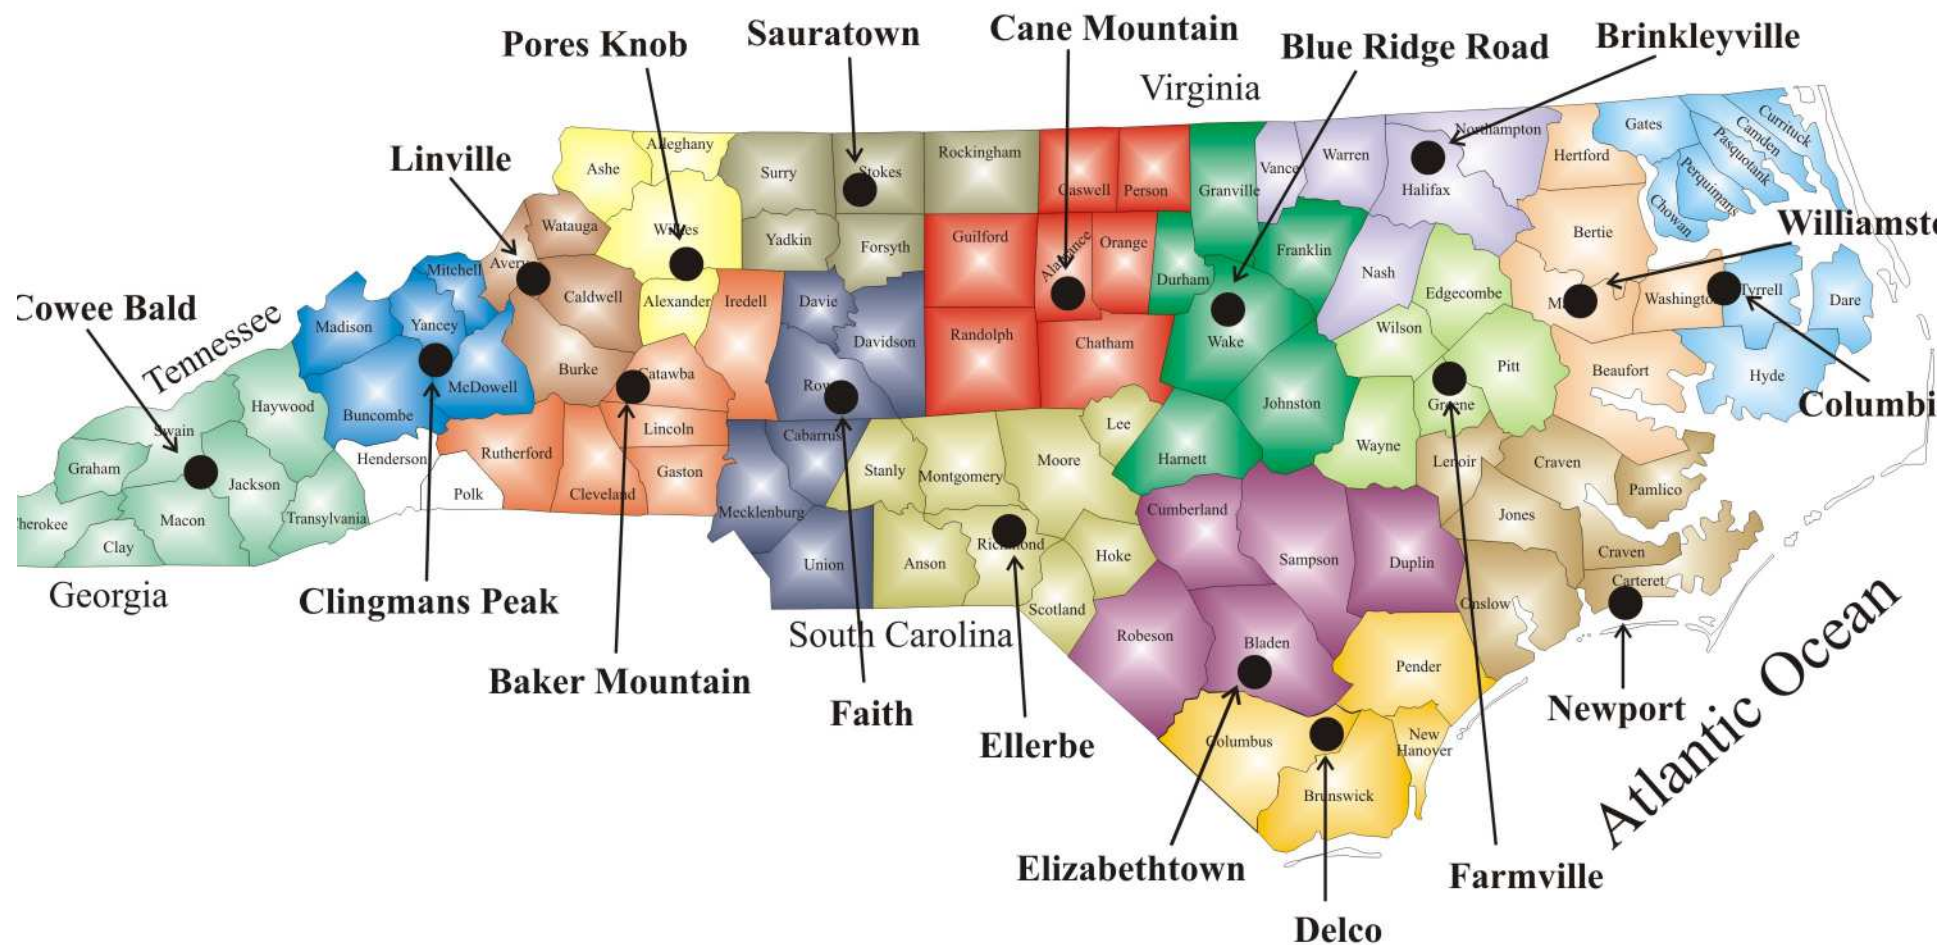 Pores Knob
Sauratown
Cane Mountain
Blue Ridge Road
Brinkleyville
Virginia
Linville
Cowee Bald
Tennessee
Williamsto
Columbi
Ashe
Alleghany
Surry
Stokes
Rockingham
Caswell
Person
Granville
Vance
Warren
Northampton
Halifax
Hertford
Gates
Currituck
Camden
Pasquotank
Perquimans
Chowan
Watauga
Wilkes
Yadkin
Forsyth
Guilford
Alamance
Orange
Durham
Franklin
Nash
Edgecombe
Bertie
Mitchell
Avery
Caldwell
Alexander
Iredell
Davie
Davidson
Randolph
Chatham
Wake
Wilson
Pitt
M
Washington
Tyrrell
Dare
Madison
Yancey
McDowell
Buncombe
Burke
Catawba
Lincoln
Rowan
Johnston
Greene
Wayne
Beaufort
Hyde
Haywood
Swain
Graham
Jackson
Henderson
Polk
Rutherford
Cleveland
Gaston
Cabarrus
Stanly
Montgomery
Moore
Lee
Harnett
Lenoir
Craven
Pamlico
herokee
Clay
Macon
Transylvania
Mecklenburg
Union
Anson
Richmond
Hoke
Scotland
Cumberland
Sampson
Duplin
Jones
Craven
Carteret
Onslow
Robeson
Bladen
Pender
Columbus
New
Hanover
Brunswick
Georgia
South Carolina
Atlantic Ocean
Clingmans Peak
Baker Mountain
Faith
Ellerbe
Elizabethtown
Delco
Farmville
Newport